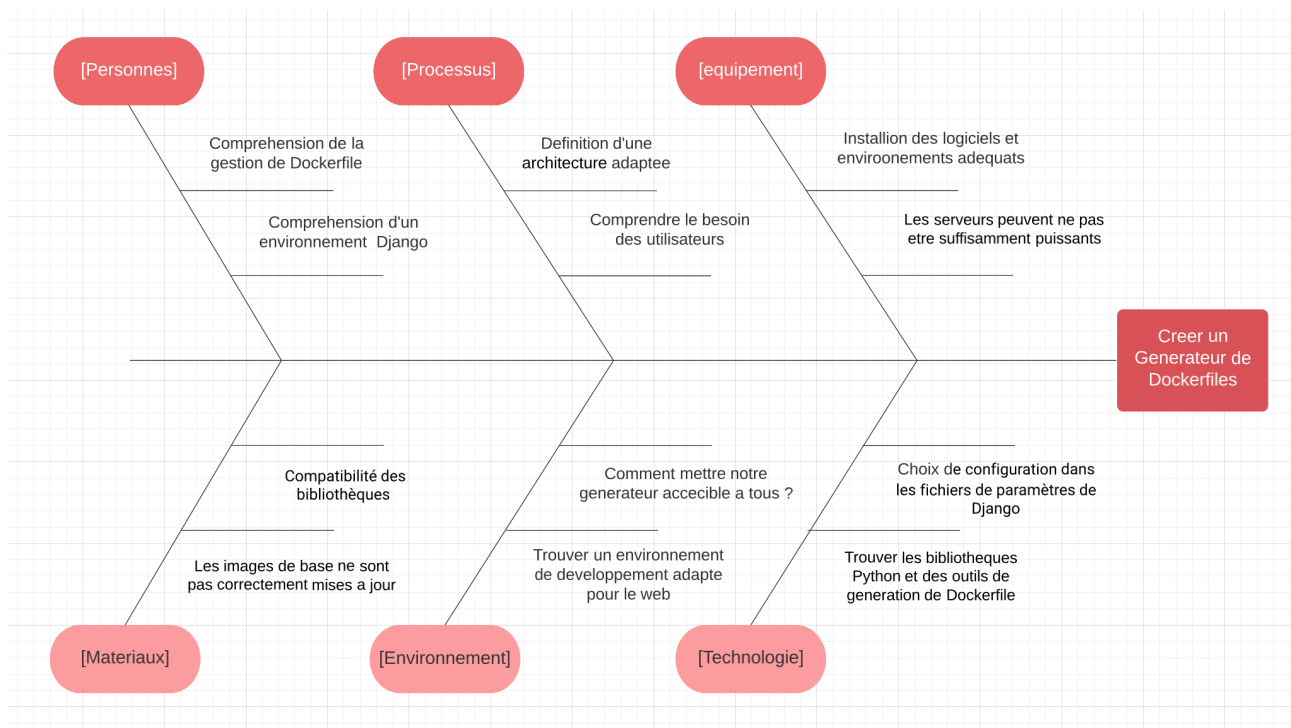 [Personnes]
[Processus]
[equipement]
Comprehension de la
gestion de Dockerfile
Definition d'une
architecture adaptee
Installion des logiciels et
enviroonements adequats
Comprehension d'un
environnement Django
Comprendre le besoin
des utilisateurs
Les serveurs peuvent ne pas
etre suffisamment puissants
Creer un
Generateur de
Dockerfiles
Compatibilité des
bibliothèques
Comment mettre notre
generateur accecible a tous ?
Choix de configuration dans
les fichiers de paramètres de
Django
Les images de base ne sont
pas correctement mises a jour
Trouver un environnement
de developpement adapte
pour le web
Trouver les bibliotheques
Python et des outils de
generation de Dockerfile
[Materiaux]
[Environnement]
[Technologie]